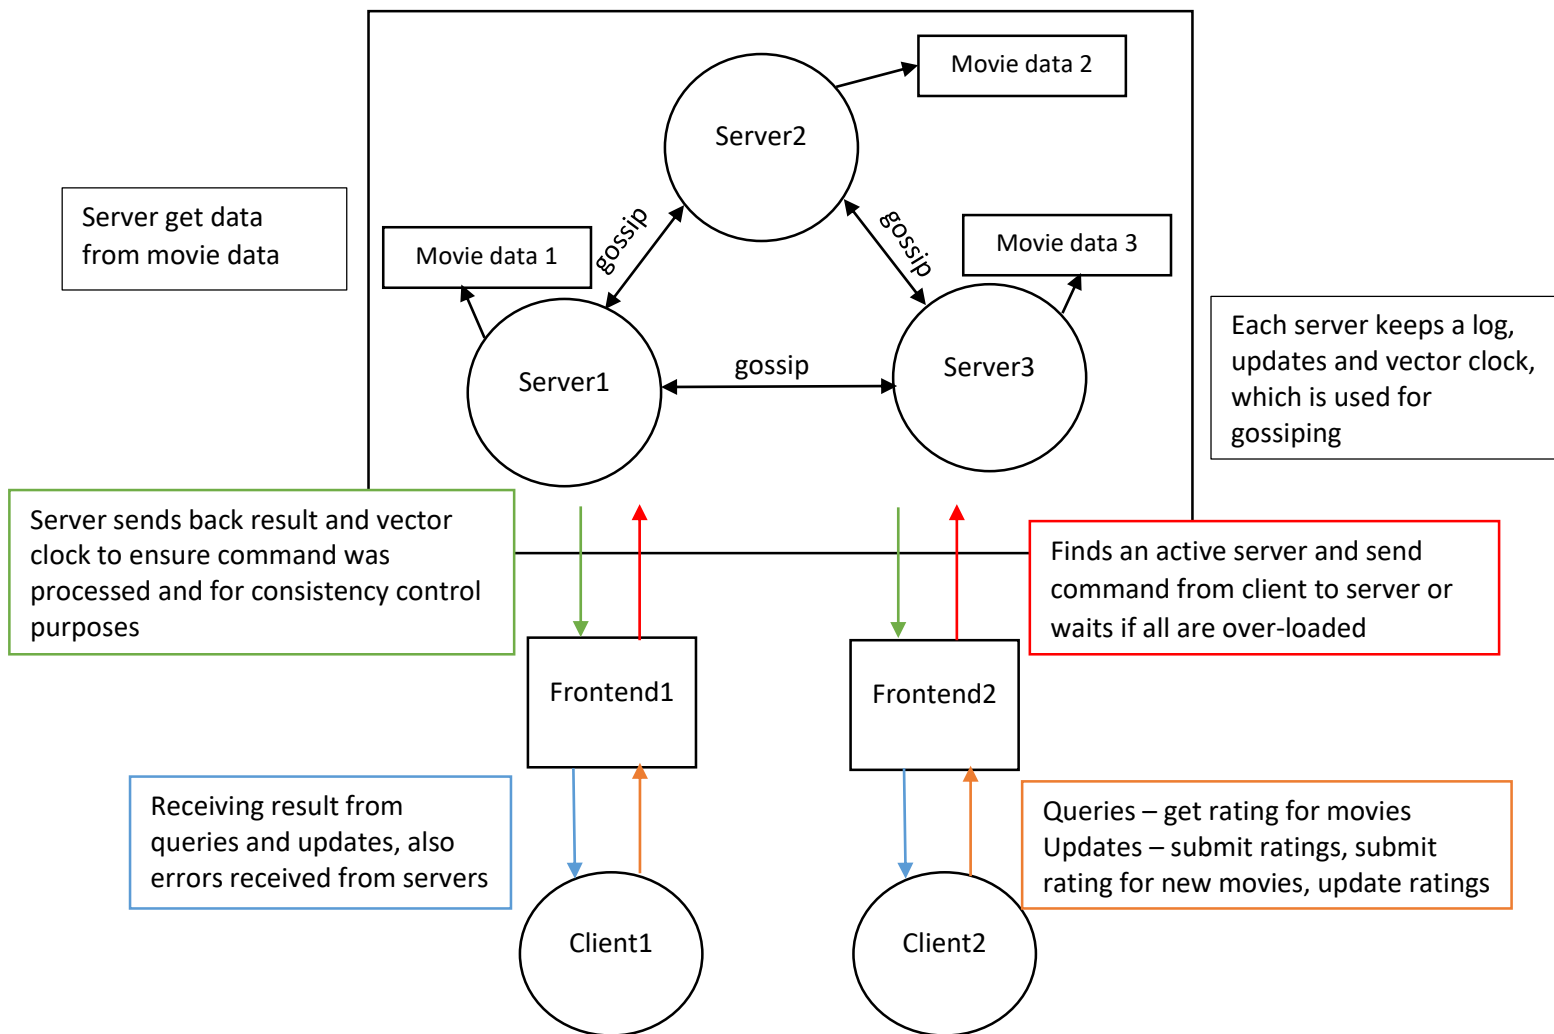 Movie data 2
Server2
Server get data
from movie data
gossip
gossip
Movie data 1
Movie data 3
Each server keeps a log,
updates and vector clock,
which is used for
gossiping
gossip
Server1
Server3
Server sends back result and vector
clock to ensure command was
processed and for consistency control
purposes
Finds an active server and send
command from client to server or
waits if all are over-loaded
Frontend1
Frontend2
Receiving result from
queries and updates, also
errors received from servers
Queries – get rating for movies
Updates – submit ratings, submit
rating for new movies, update ratings
Client1
Client2